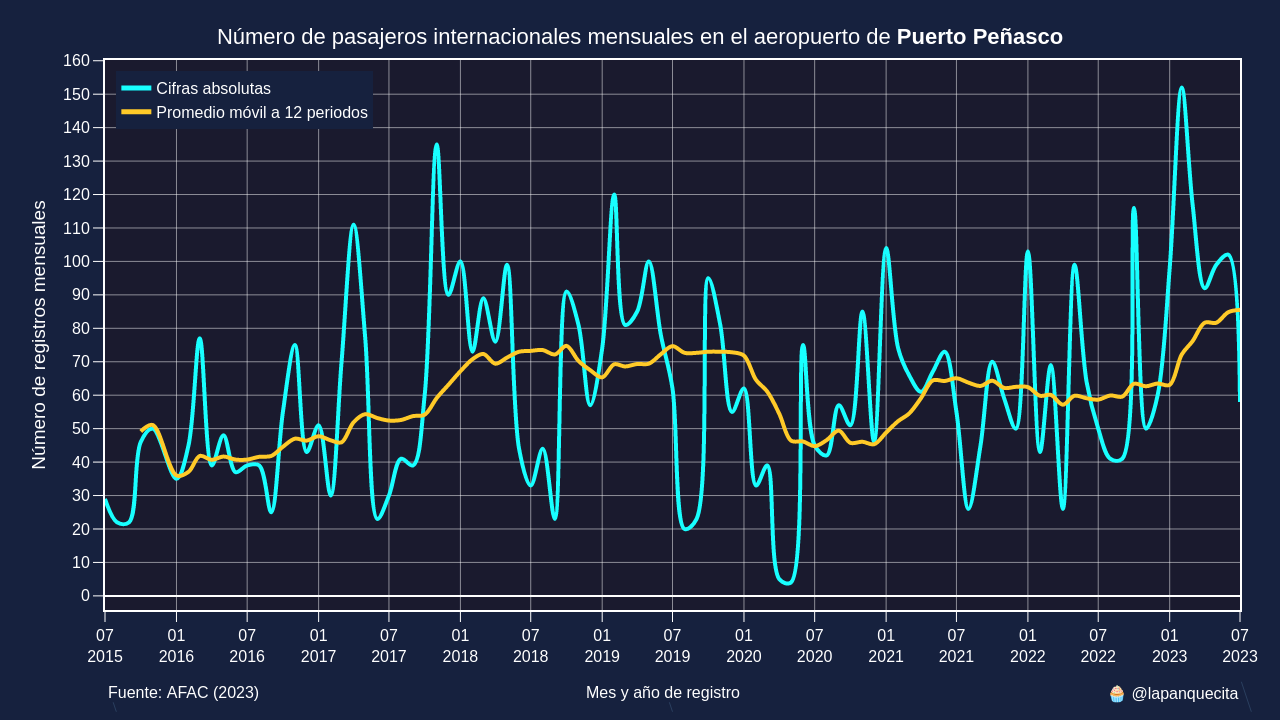 Número de pasajeros internacionales mensuales en el aeropuerto de Puerto Peñasco
Cifras absolutas
Promedio móvil a 12 periodos
Número de registros mensuales
160
150
140
130
120
110
100
90
80
70
60
50
40
30
20
10
0
07 01 07 01 07 01 07 01 07 01 07 01 07 01 07 01 07
2015 2016 2016 2017 2017 2018 2018 2019 2019 2020 2020 2021 2021 2022 2022 2023 2023
Fuente: AFAC (2023)
Mes y año de registro
🧁 @lapanquecita